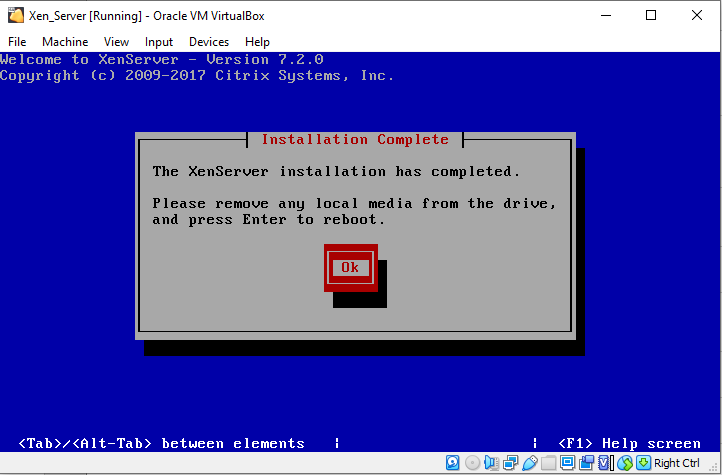 Xen_Server [Running] - Oracle VM VirtualBox
File Machine View Input Devices Help
Welcome to XenServer - Version 7.2.0
Copyright (c) 2009-2017 Citrix Systems, Inc.
Installation Complete
The XenServer installation has completed.
Please remove any local media from the drive,
and press Enter to reboot.
Ok
<Tab>/<Alt-Tab> between elements | | <F1> Help screen
Right Ctrl